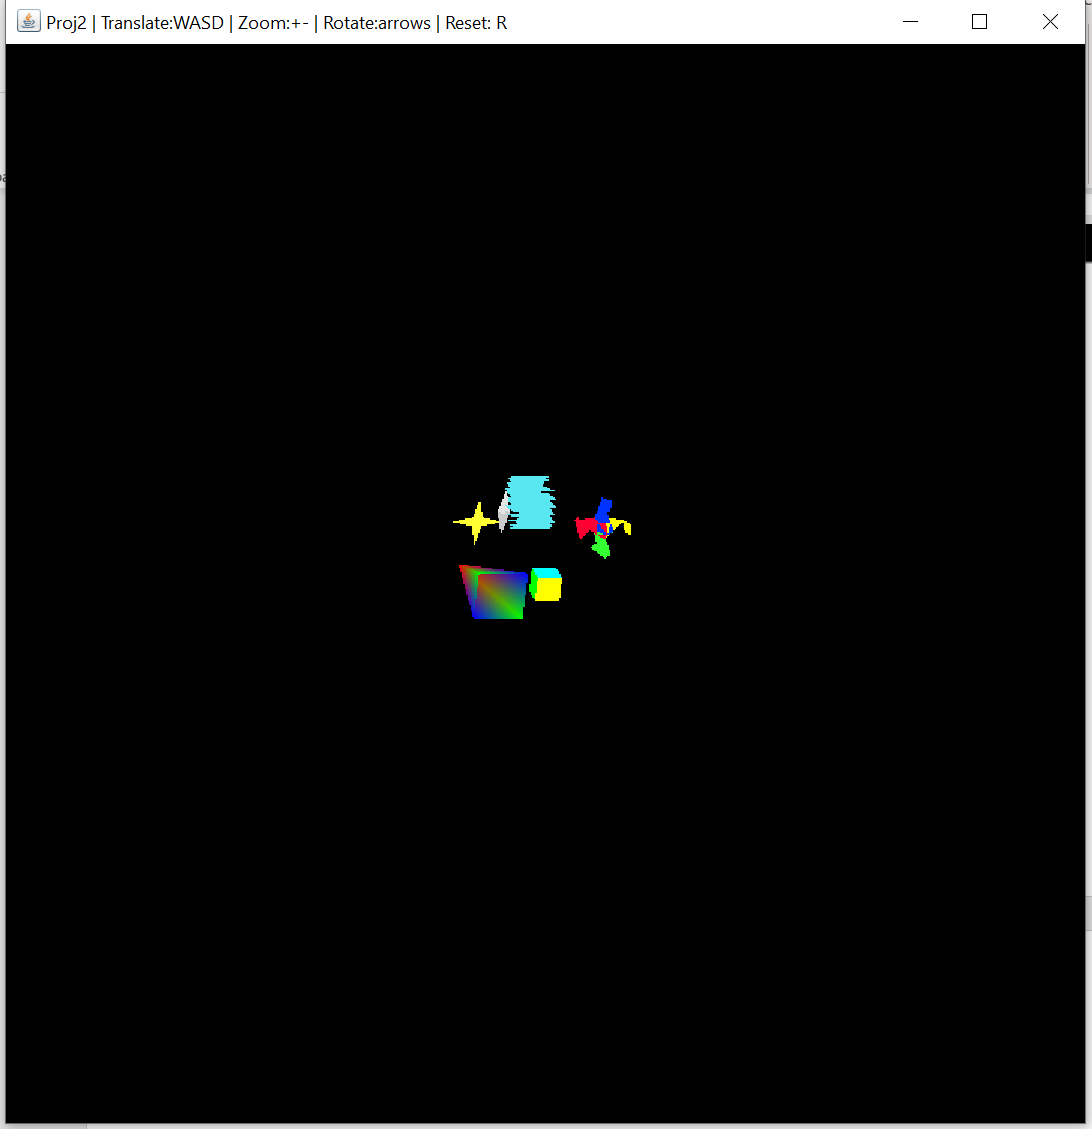 Proj2 | Translate:WASD | Zoom:+- | Rotate:arrows | Reset: R